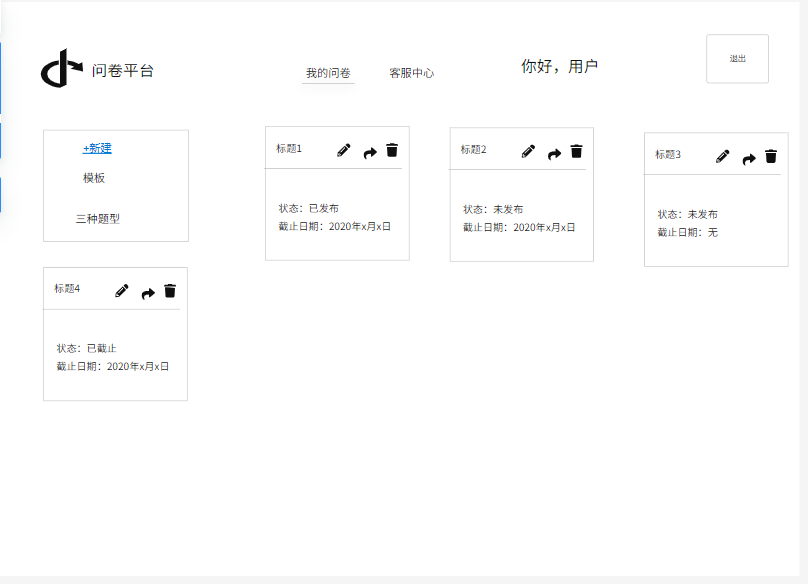 问卷平台
我的问卷
客服中心
你好，用户
退出
+新建
模板
三种题型
标题1
状态：已发布
截止日期：2020年x月x日
标题2
状态：未发布
截止日期：2020年x月x日
标题3
状态：未发布
截止日期：无
标题4
状态：已截止
截止日期：2020年x月x日